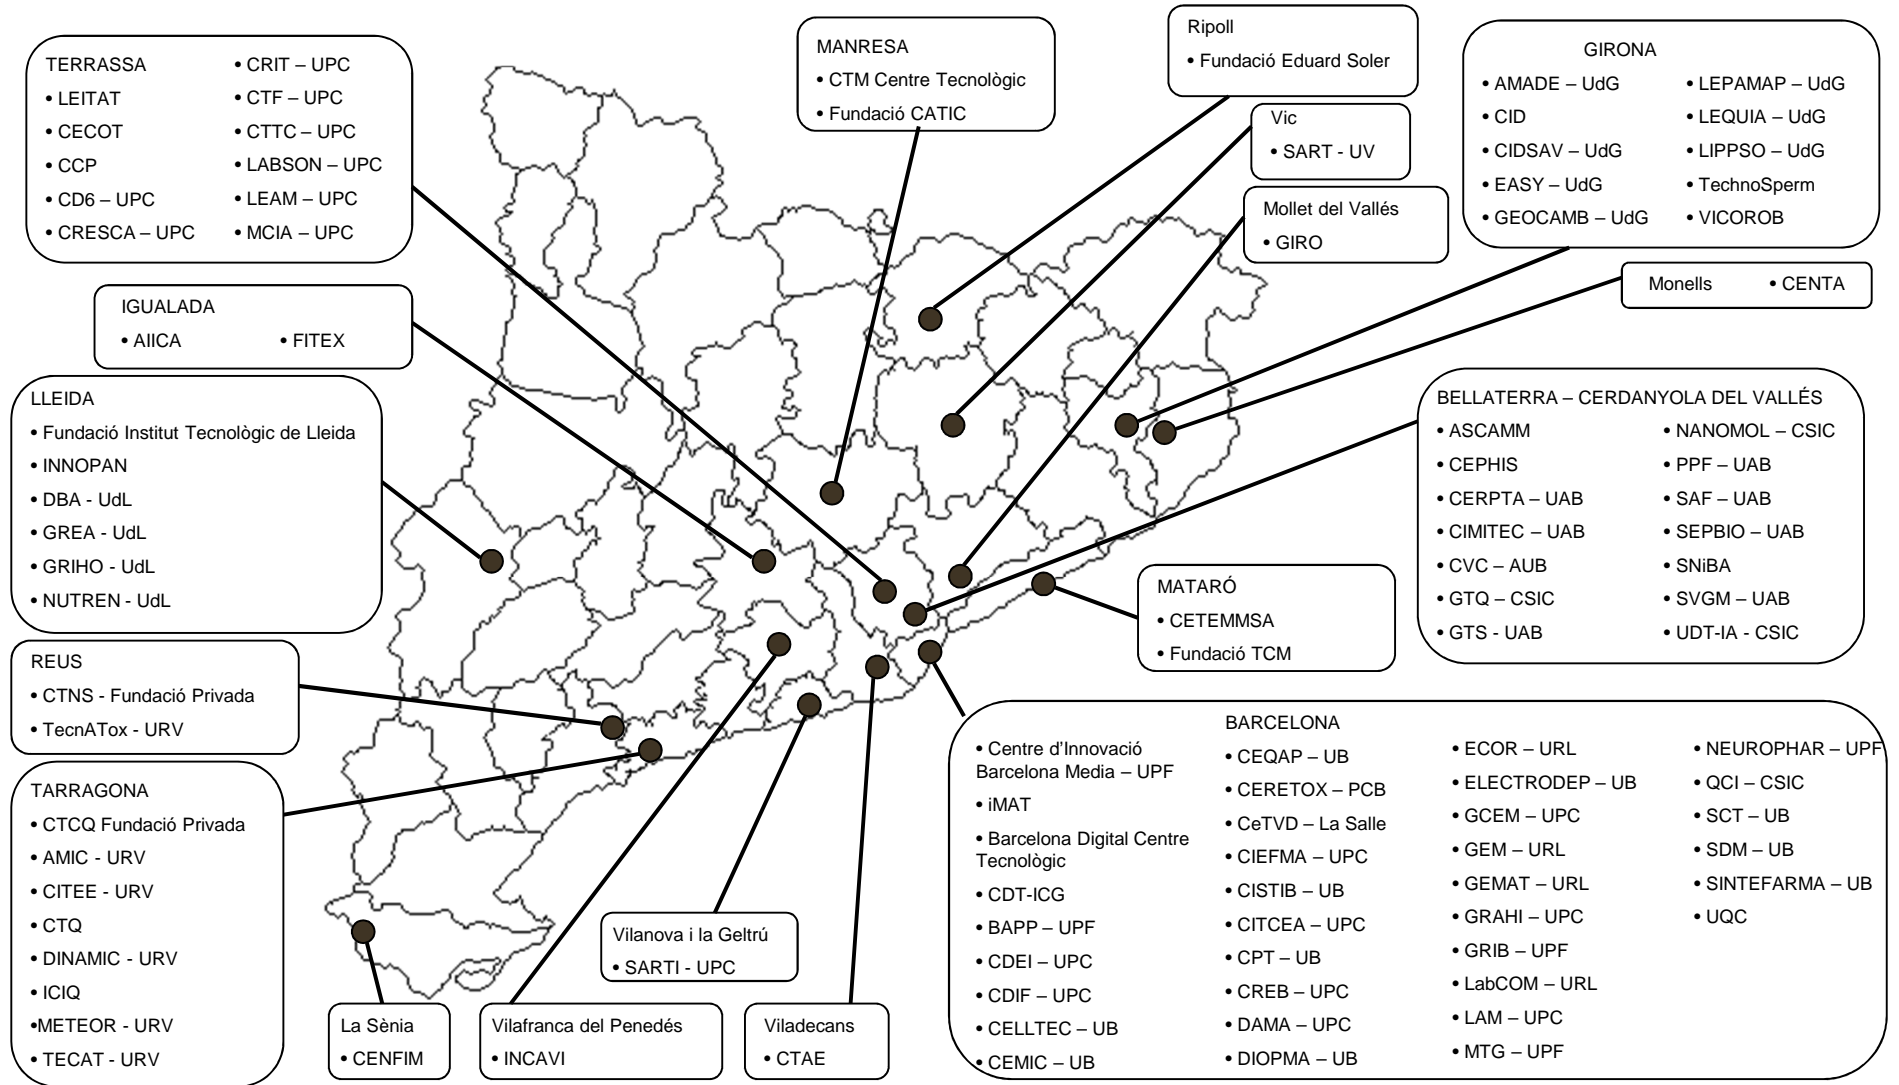 TERRASSA
• LEITAT
• CECOT
• CCP
• CD6 – UPC
• CRESCA – UPC
• CRIT – UPC
• CTF – UPC
• CTTC – UPC
• LABSON – UPC
• LEAM – UPC
• MCIA – UPC
MANRESA
• CTM Centre Tecnològic
• Fundació CATIC
Ripoll
• Fundació Eduard Soler
Vic
• SART - UV
Mollet del Vallés
• GIRO
GIRONA
• AMADE – UdG
• CID
• CIDSAV – UdG
• EASY – UdG
• GEOCAMB – UdG
• LEPAMAP – UdG
• LEQUIA – UdG
• LIPPSO – UdG
• TechnoSperm
• VICOROB
Monells • CENTA
IGUALADA
• AIICA • FITEX
LLEIDA
• Fundació Institut Tecnològic de Lleida
• INNOPAN
• DBA - UdL
• GREA - UdL
• GRIHO - UdL
• NUTREN - UdL
BELLATERRA – CERDANYOLA DEL VALLÉS
• ASCAMM
• CEPHIS
• CERPTA – UAB
• CIMITEC – UAB
• CVC – AUB
• GTQ – CSIC
• GTS - UAB
• NANOMOL – CSIC
• PPF – UAB
• SAF – UAB
• SEPBIO – UAB
• SNiBA
• SVGM – UAB
• UDT-IA - CSIC
MATARÓ
• CETEMMSA
• Fundació TCM
REUS
• CTNS - Fundació Privada
• TecnATox - URV
TARRAGONA
• CTCQ Fundació Privada
• AMIC - URV
• CITEE - URV
• CTQ
• DINAMIC - URV
• ICIQ
•METEOR - URV
• TECAT - URV
La Sènia
• CENFIM
Vilafranca del Penedés
• INCAVI
Vilanova i la Geltrú
• SARTI - UPC
Viladecans
• CTAE
BARCELONA
• Centre d’Innovació
Barcelona Media – UPF
• iMAT
• Barcelona Digital Centre
Tecnològic
• CDT-ICG
• BAPP – UPF
• CDEI – UPC
• CDIF – UPC
• CELLTEC – UB
• CEMIC – UB
• CEQAP – UB
• CERETOX – PCB
• CeTVD – La Salle
• CIEFMA – UPC
• CISTIB – UB
• CITCEA – UPC
• CPT – UB
• CREB – UPC
• DAMA – UPC
• DIOPMA – UB
• ECOR – URL
• ELECTRODEP – UB
• GCEM – UPC
• GEM – URL
• GEMAT – URL
• GRAHI – UPC
• GRIB – UPF
• LabCOM – URL
• LAM – UPC
• MTG – UPF
• NEUROPHAR – UPF
• QCI – CSIC
• SCT – UB
• SDM – UB
• SINTEFARMA – UB
• UQC